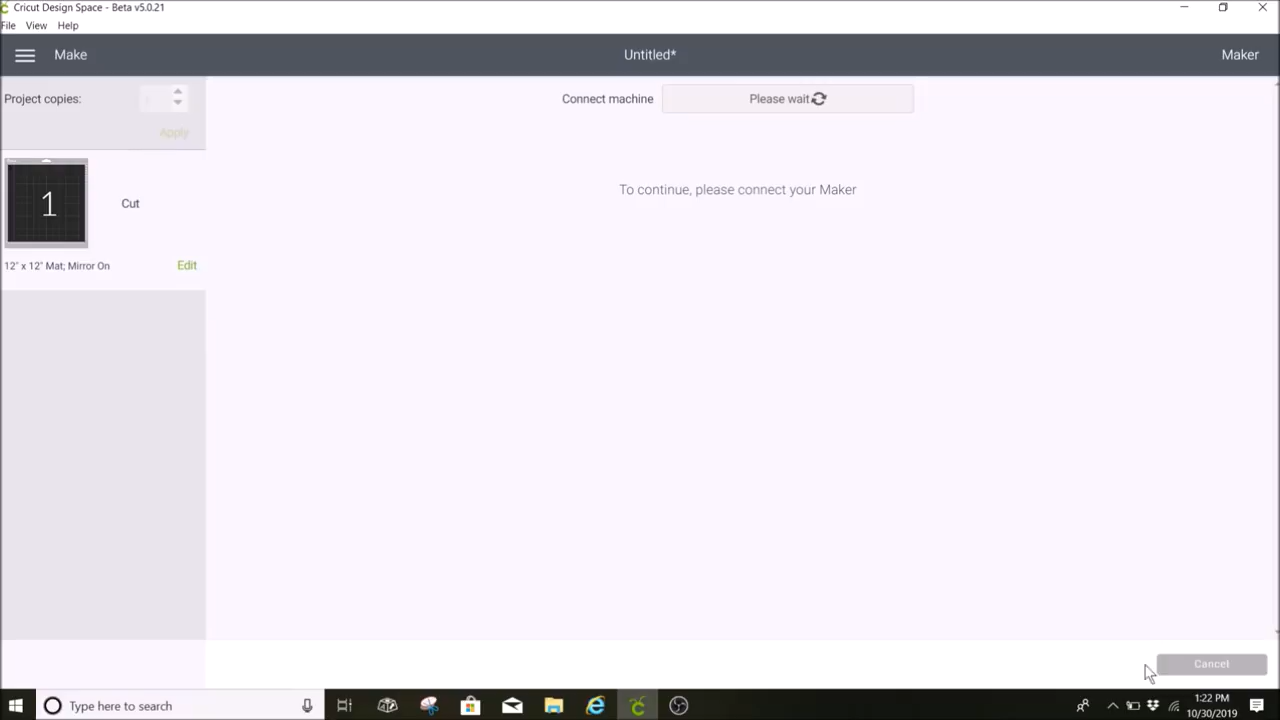 Cricut Design Space - Beta v5.0.21
File View Help
Make
Untitled*
Maker
Project copies:
Connect machine
Please wait
Apply
To continue, please connect your Maker
1
Cut
12" x 12" Mat; Mirror On
Edit
Cancel
Type here to search
1:22 PM
10/30/2019